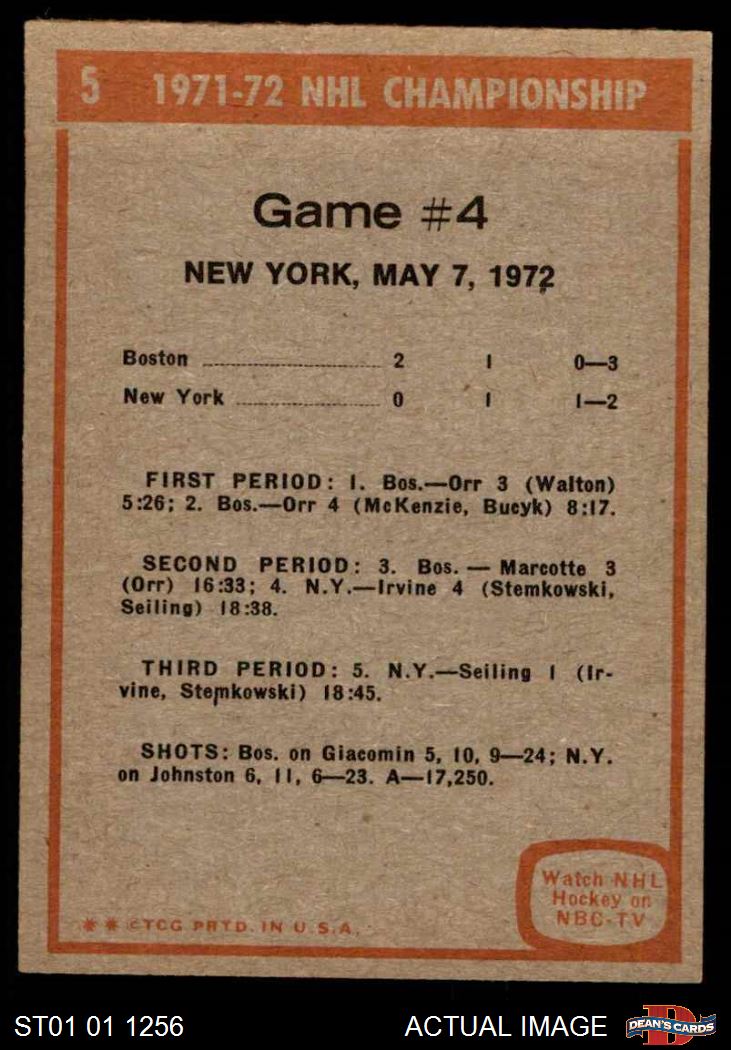 5 1971-72 NHL CHAMPIONSHIP
Game #4
NEW YORK, MAY 7, 1972
Boston ........................ 2 1 0—3
New York ................... 0 1 1—2
FIRST PERIOD: 1. Bos.—Orr 3 (Walton)
5:26; 2. Bos.—Orr 4 (McKenzie, Bucyk) 8:17.
SECOND PERIOD: 3. Bos. — Marcotte 3
(Orr) 16:33; 4. N.Y.—Irvine 4 (Stemkowski,
Seiling) 18:38.
THIRD PERIOD: 5. N.Y.—Seiling 1 (Ir-
vine, Stemkowski) 18:45.
SHOTS: Bos. on Giacomin 5, 10, 9—24; N.Y.
on Johnston 6, 11, 6—23. A—17,250.
Watch NHL
Hockey on
NBC-TV
** ©TCG PRTD. IN U.S.A.
ST01 01 1256 ACTUAL IMAGE D DEAN'S CARDS